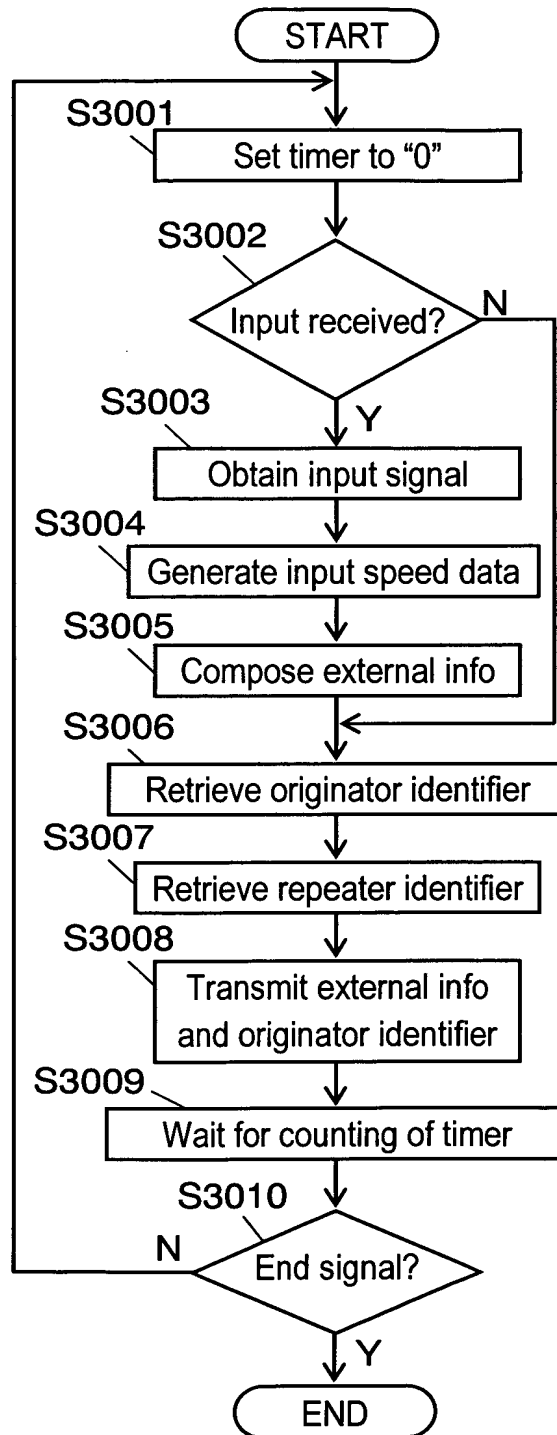 START
S3001
Set timer to “0”
S3002
Input received?
N
Y
S3003
Obtain input signal
S3004
Generate input speed data
S3005
Compose external info
S3006
Retrieve originator identifier
S3007
Retrieve repeater identifier
S3008
Transmit external info
and originator identifier
S3009
Wait for counting of timer
S3010
N
End signal?
Y
END